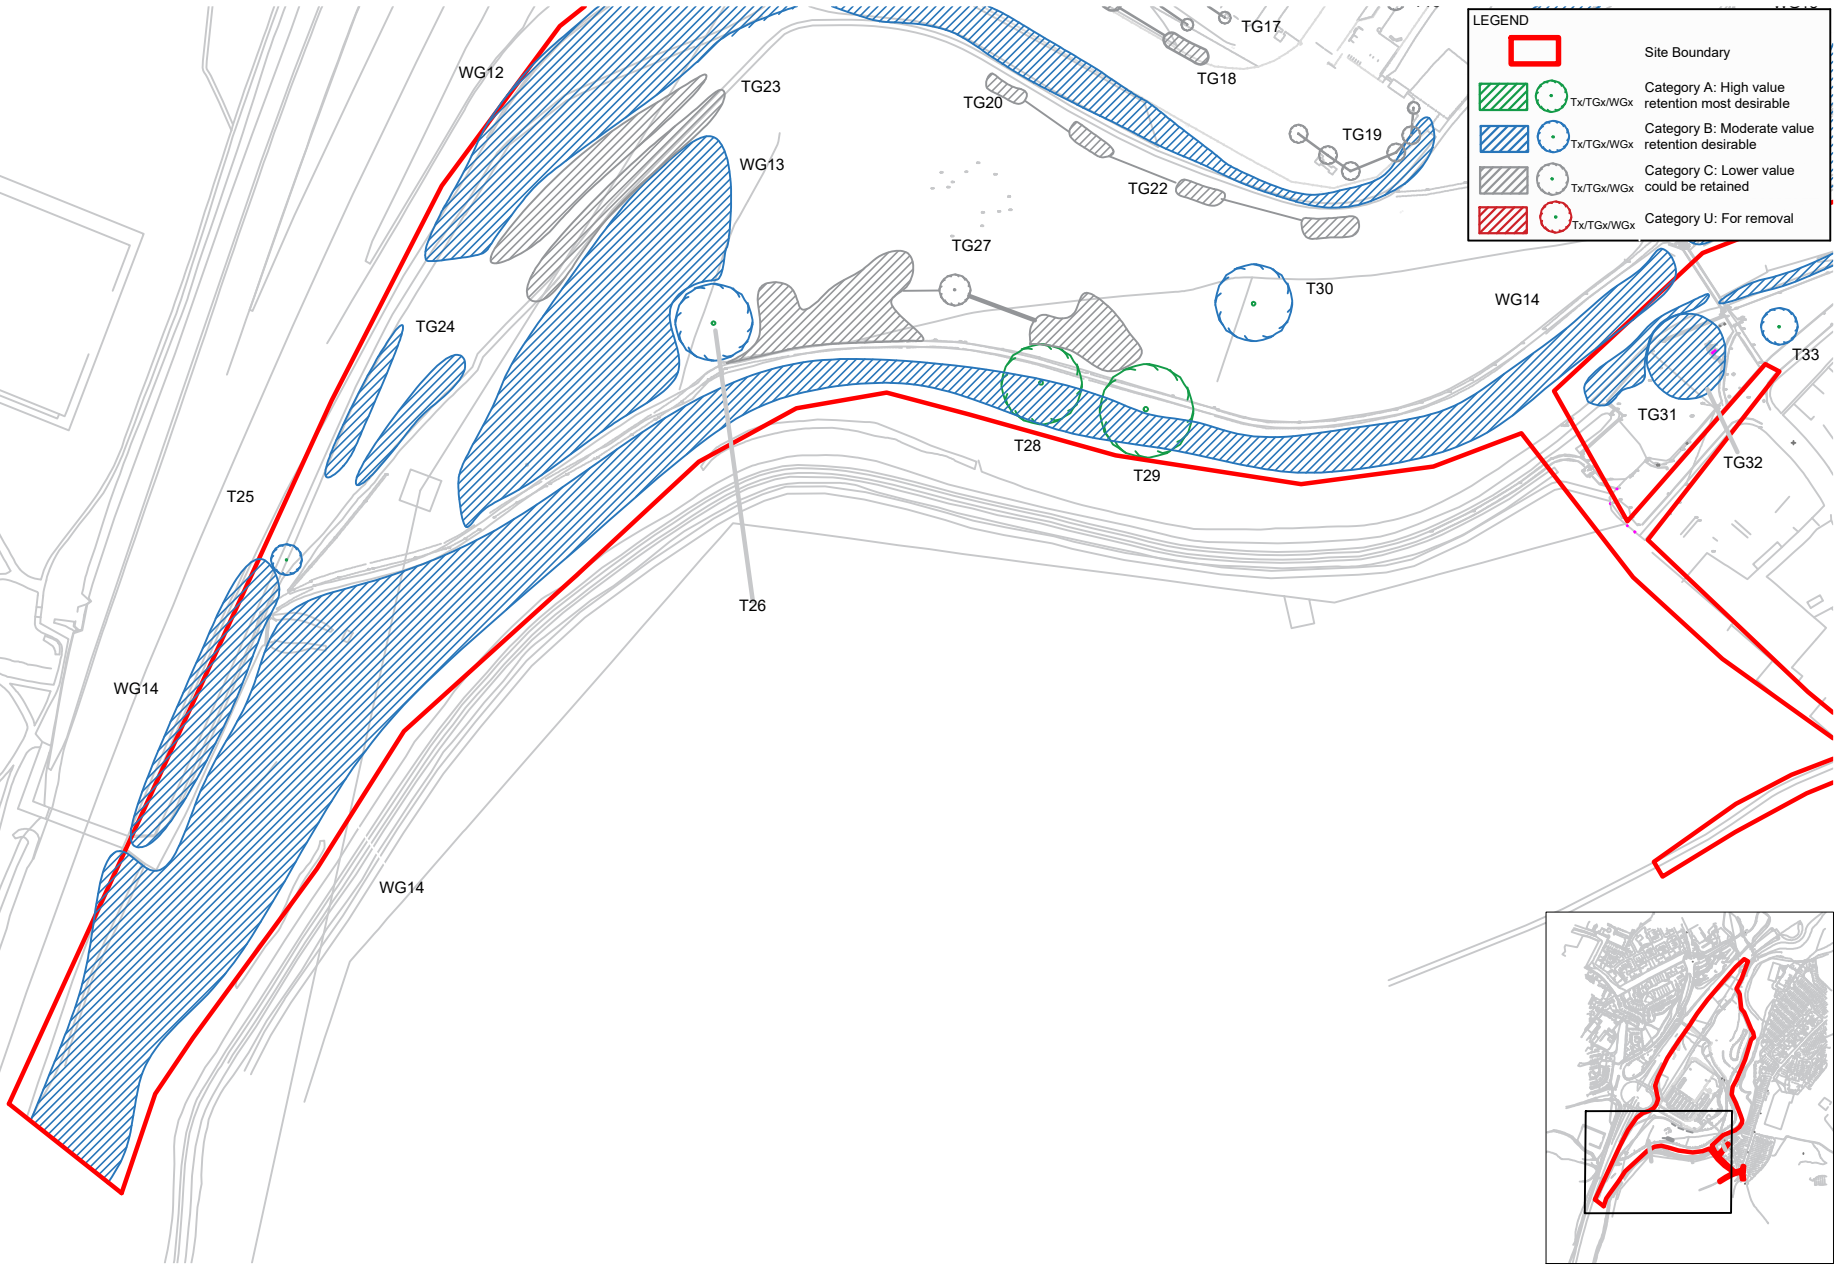 TG17
LEGEND
Site Boundary
Tx/TGx/WGx
Category A: High value
retention most desirable
Tx/TGx/WGx
Category B: Moderate value
retention desirable
Tx/TGx/WGx
Category C: Lower value
could be retained
Tx/TGx/WGx
Category U: For removal
WG12
TG23
TG18
TG20
TG19
WG13
TG22
TG27
T30
WG14
TG24
T33
TG31
T28
T29
TG32
T25
T26
WG14
WG14